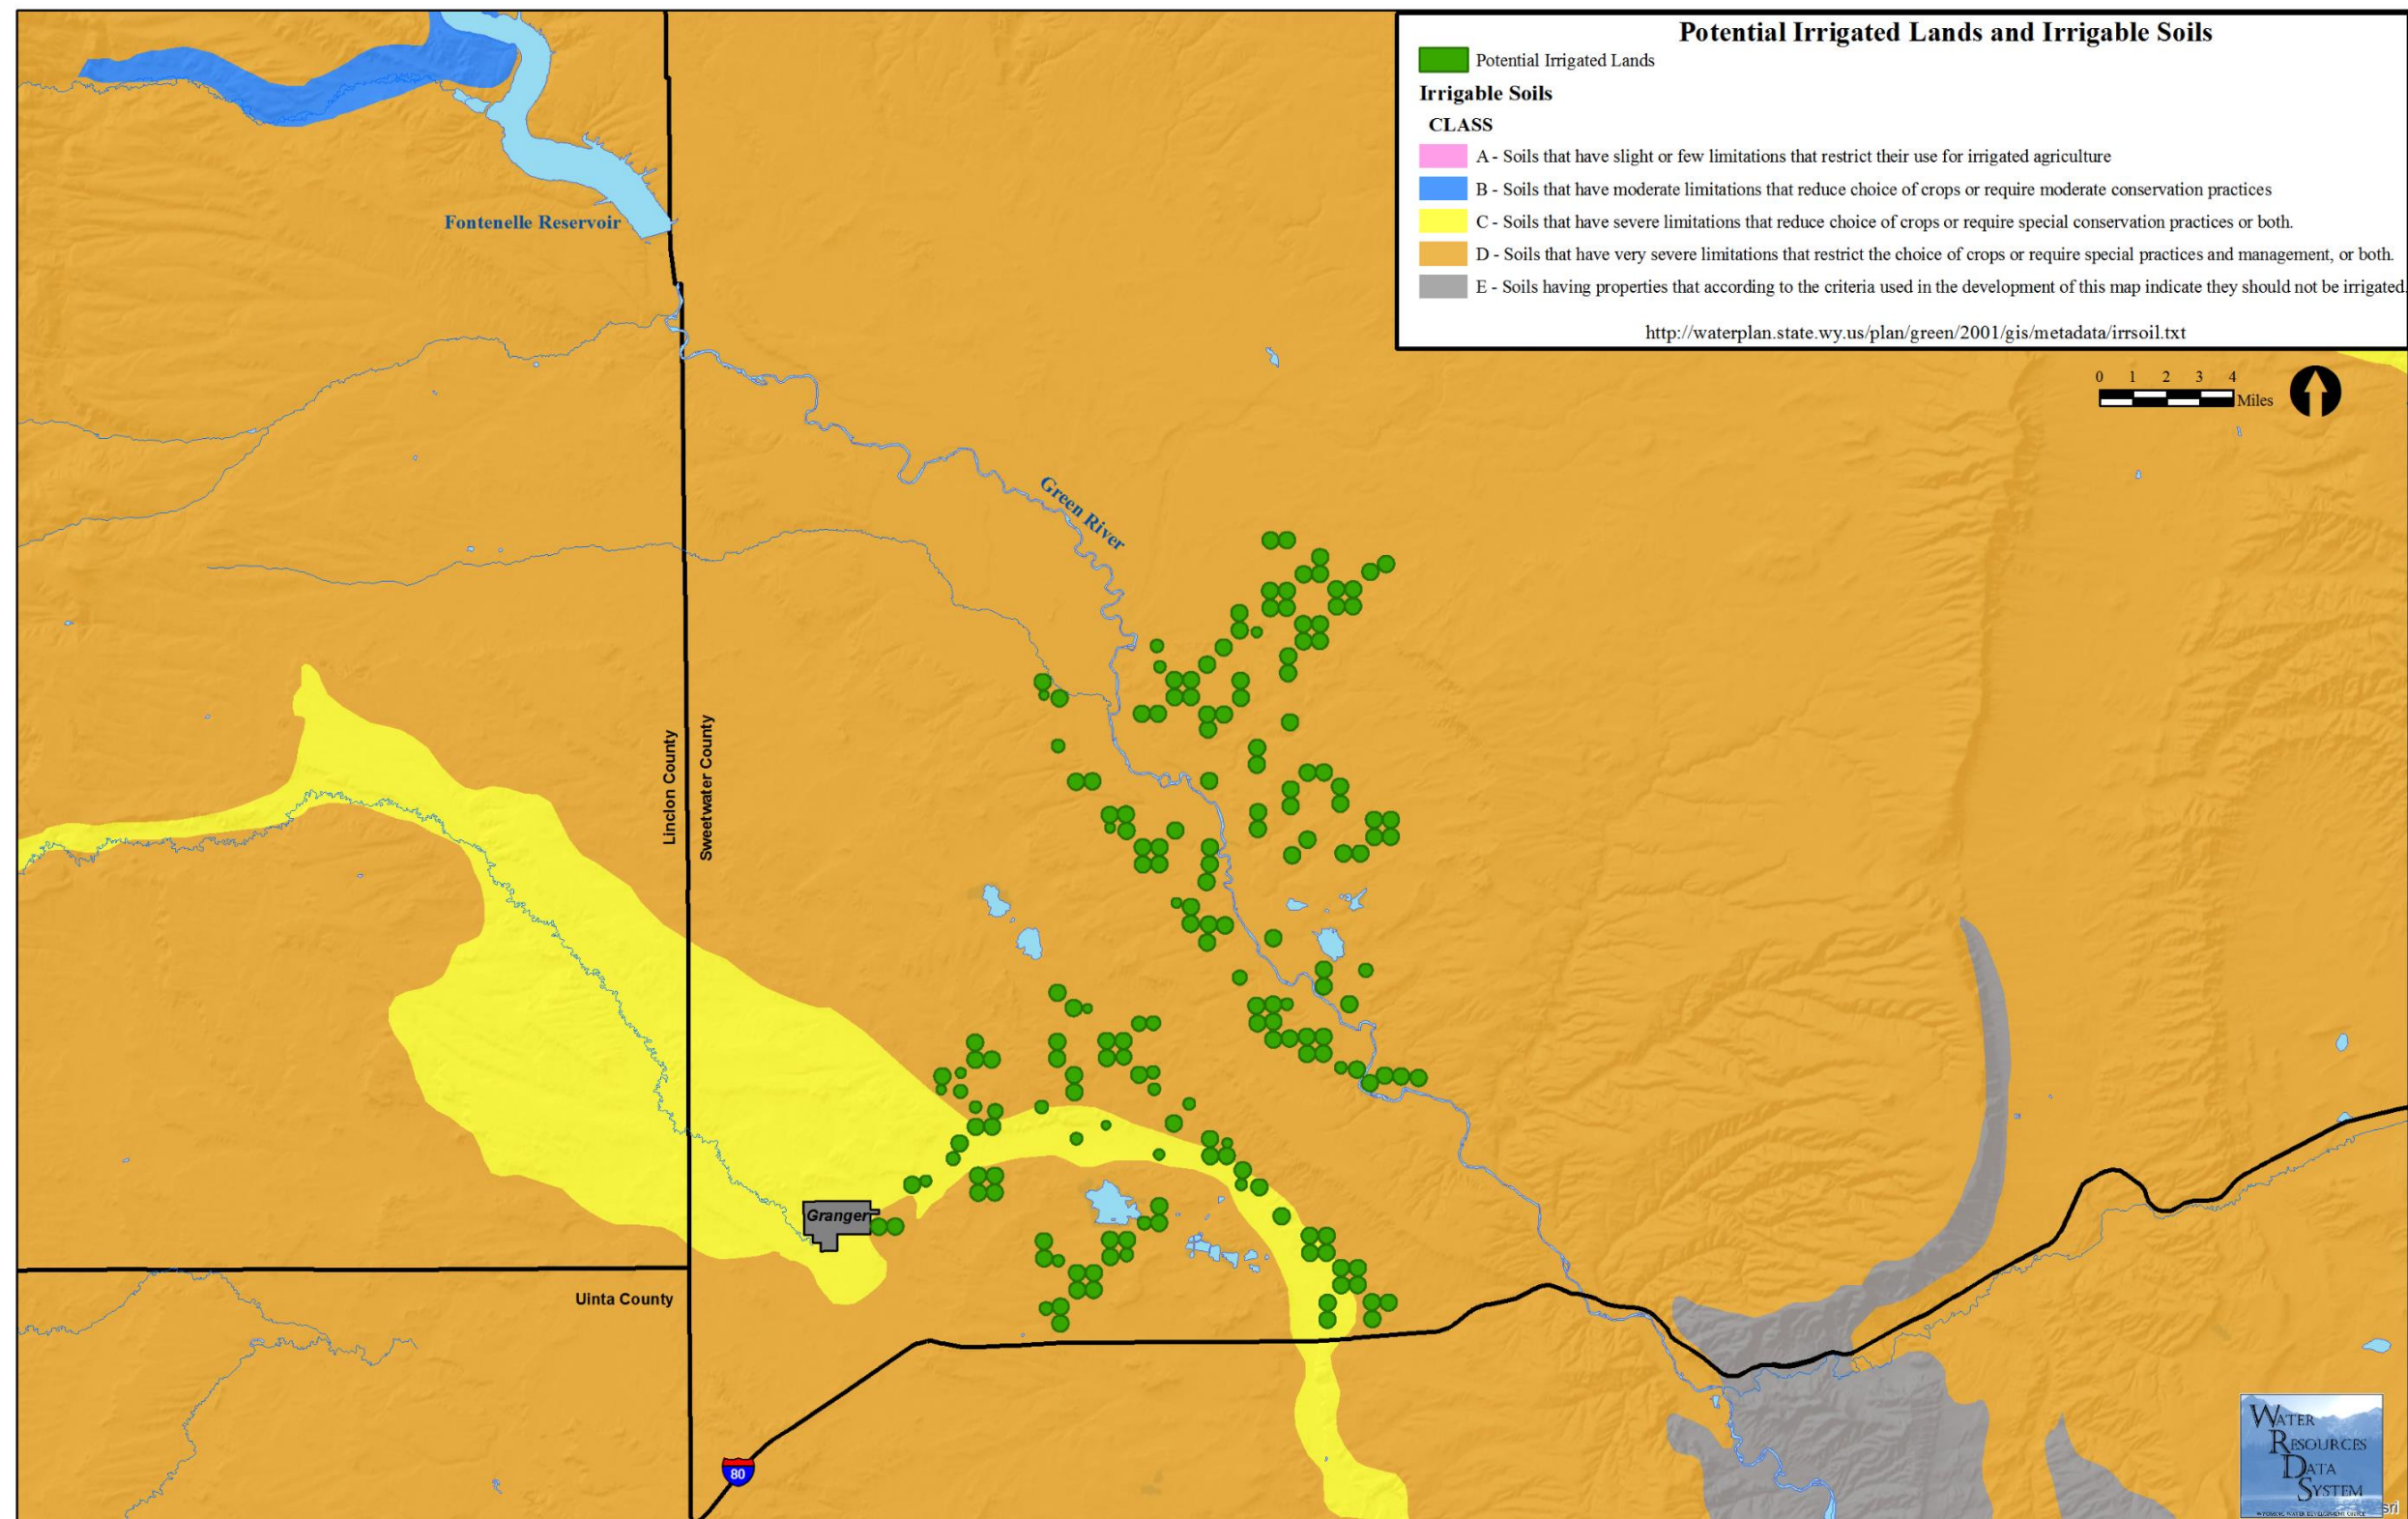 Potential Irrigated Lands and Irrigable Soils
Potential Irrigated Lands
Irrigable Soils
CLASS
A - Soils that have slight or few limitations that restrict their use for irrigated agriculture
B - Soils that have moderate limitations that reduce choice of crops or require moderate conservation practices
C - Soils that have severe limitations that reduce choice of crops or require special conservation practices or both.
D - Soils that have very severe limitations that restrict the choice of crops or require special practices and management, or both.
E - Soils having properties that according to the criteria used in the development of this map indicate they should not be irrigated.
http://waterplan.state.wy.us/plan/green/2001/gis/metadata/irrsoil.txt
0 1 2 3 4
Miles
Fontenelle Reservoir
Green River
Linclon County
Sweetwater County
Granger
Uinta County
80
WATER
RESOURCES
DATA
SYSTEM
sri